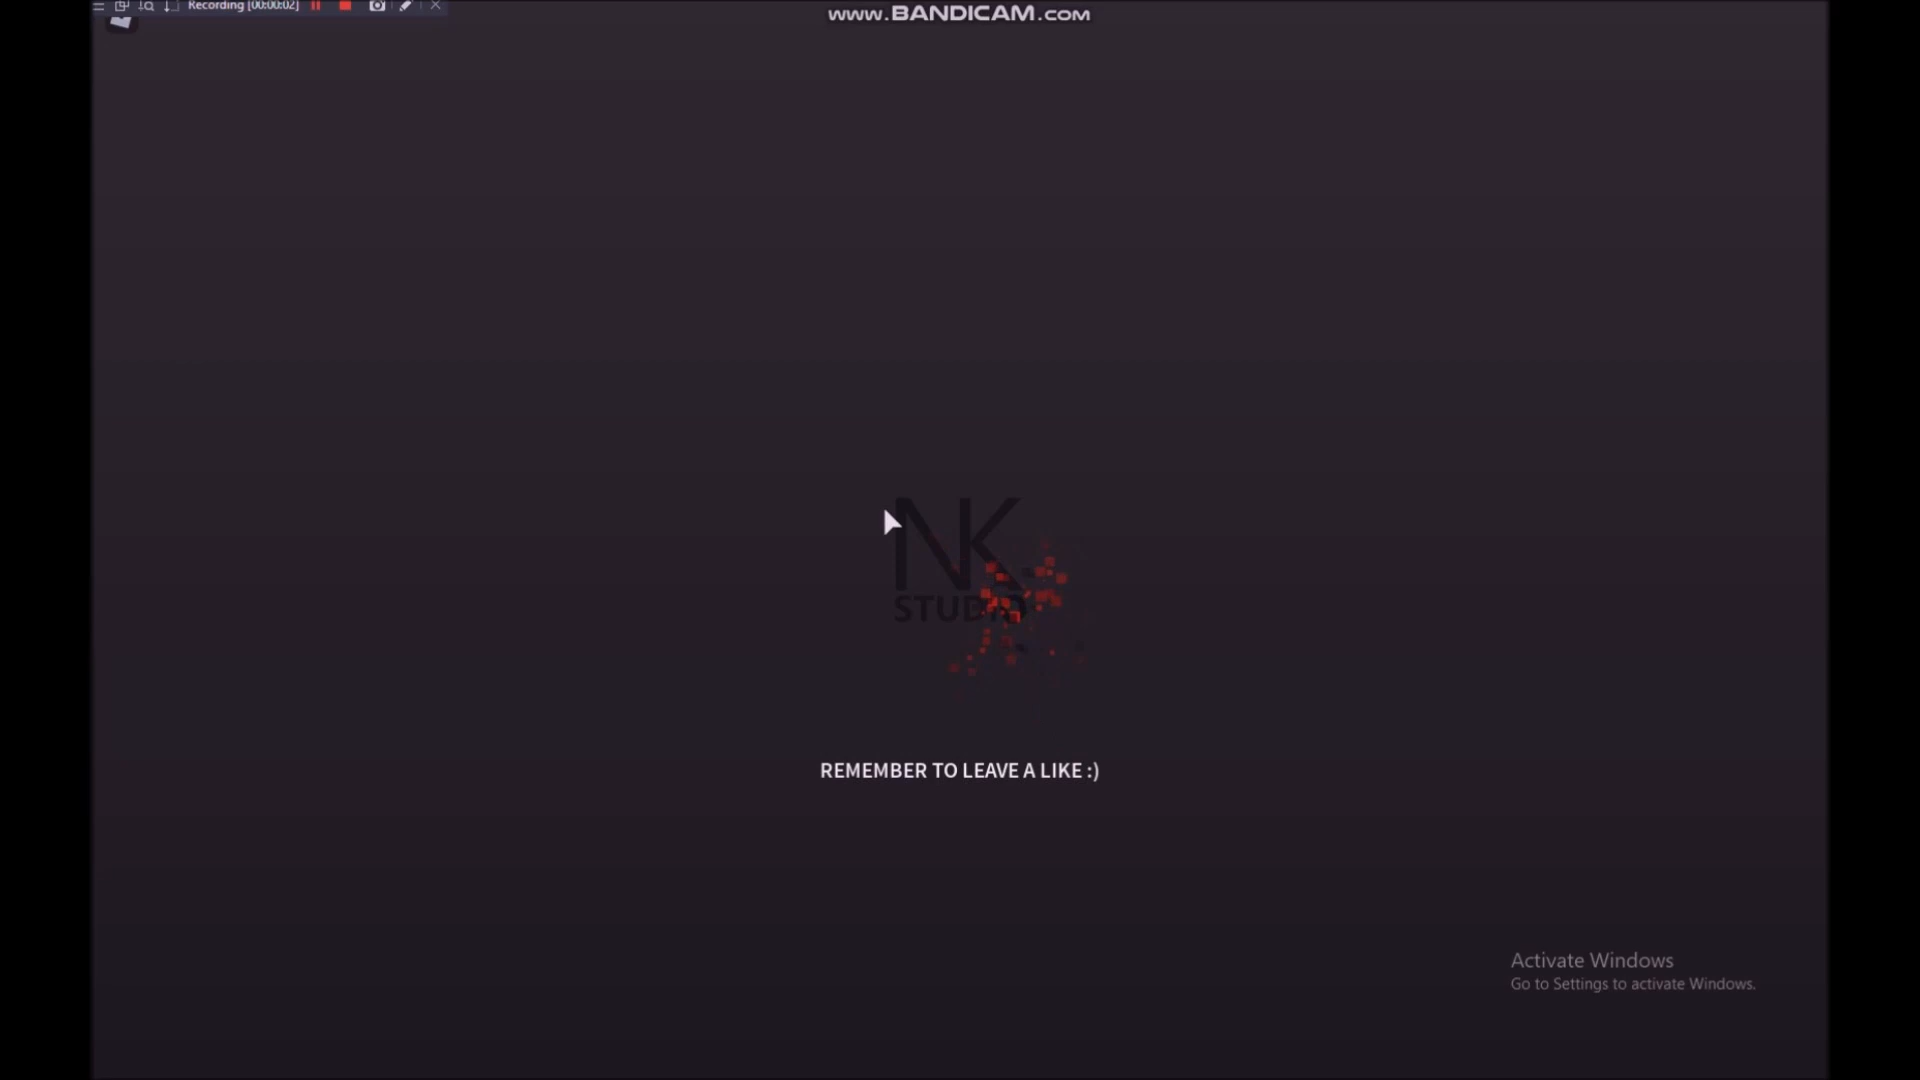 Recording [00:00:02]
www.BANDICAM.com
NK
STUDIO
REMEMBER TO LEAVE A LIKE :)
Activate Windows
Go to Settings to activate Windows.